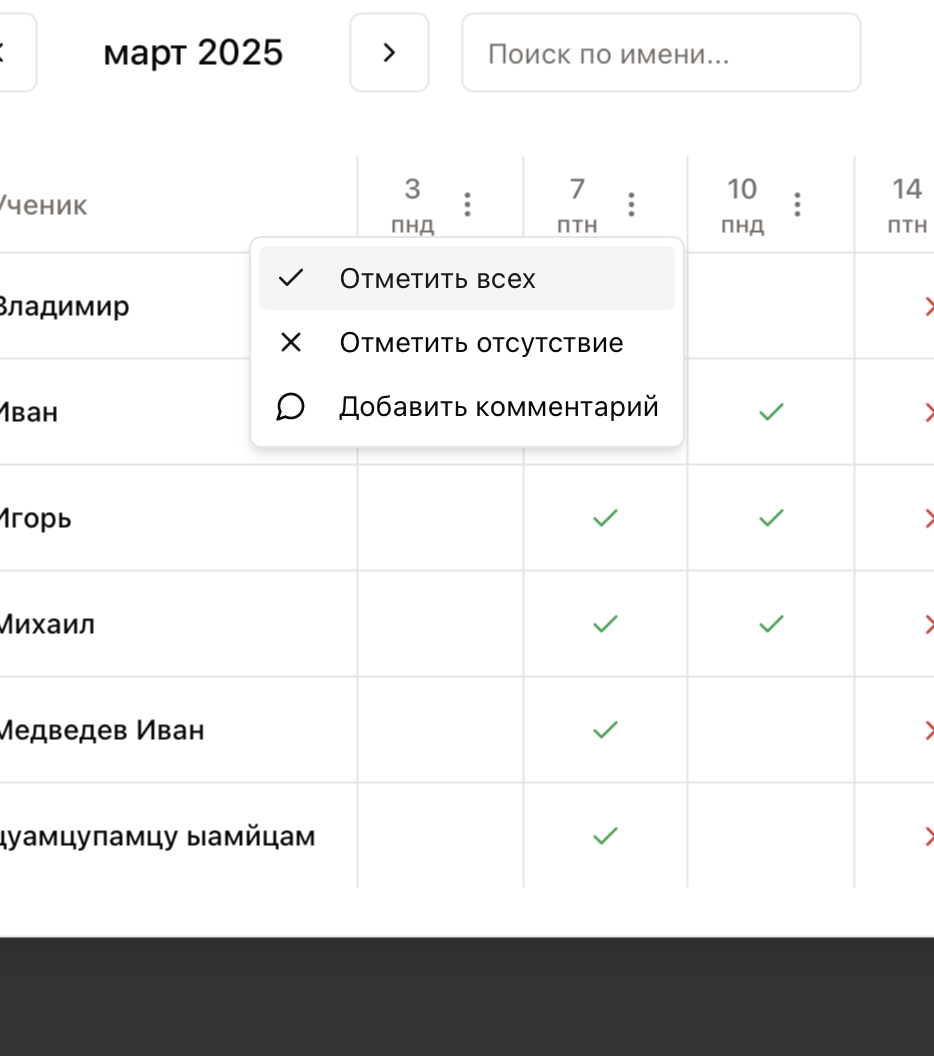 март 2025
Поиск по имени...
Ученик
3
пнд
7
птн
10
пнд
14
птн
Отметить всех
Отметить отсутствие
Добавить комментарий
Владимир
Иван
Игорь
Михаил
Медведев Иван
цуамцупамцу ыамйцам